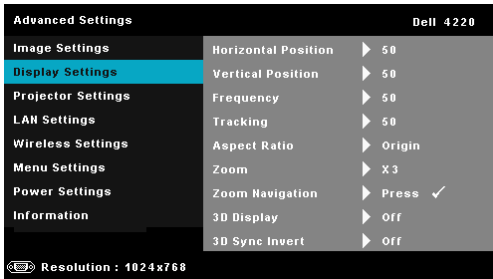 Advanced Settings Dell 4220
Image Settings Horizontal Position 50
Display Settings Vertical Position 50
Projector Settings Frequency 50
LAN Settings Tracking 50
Wireless Settings Aspect Ratio Origin
Menu Settings Zoom X3
Power Settings Zoom Navigation Press ✓
Information 3D Display Off
3D Sync Invert Off
Resolution : 1024x768